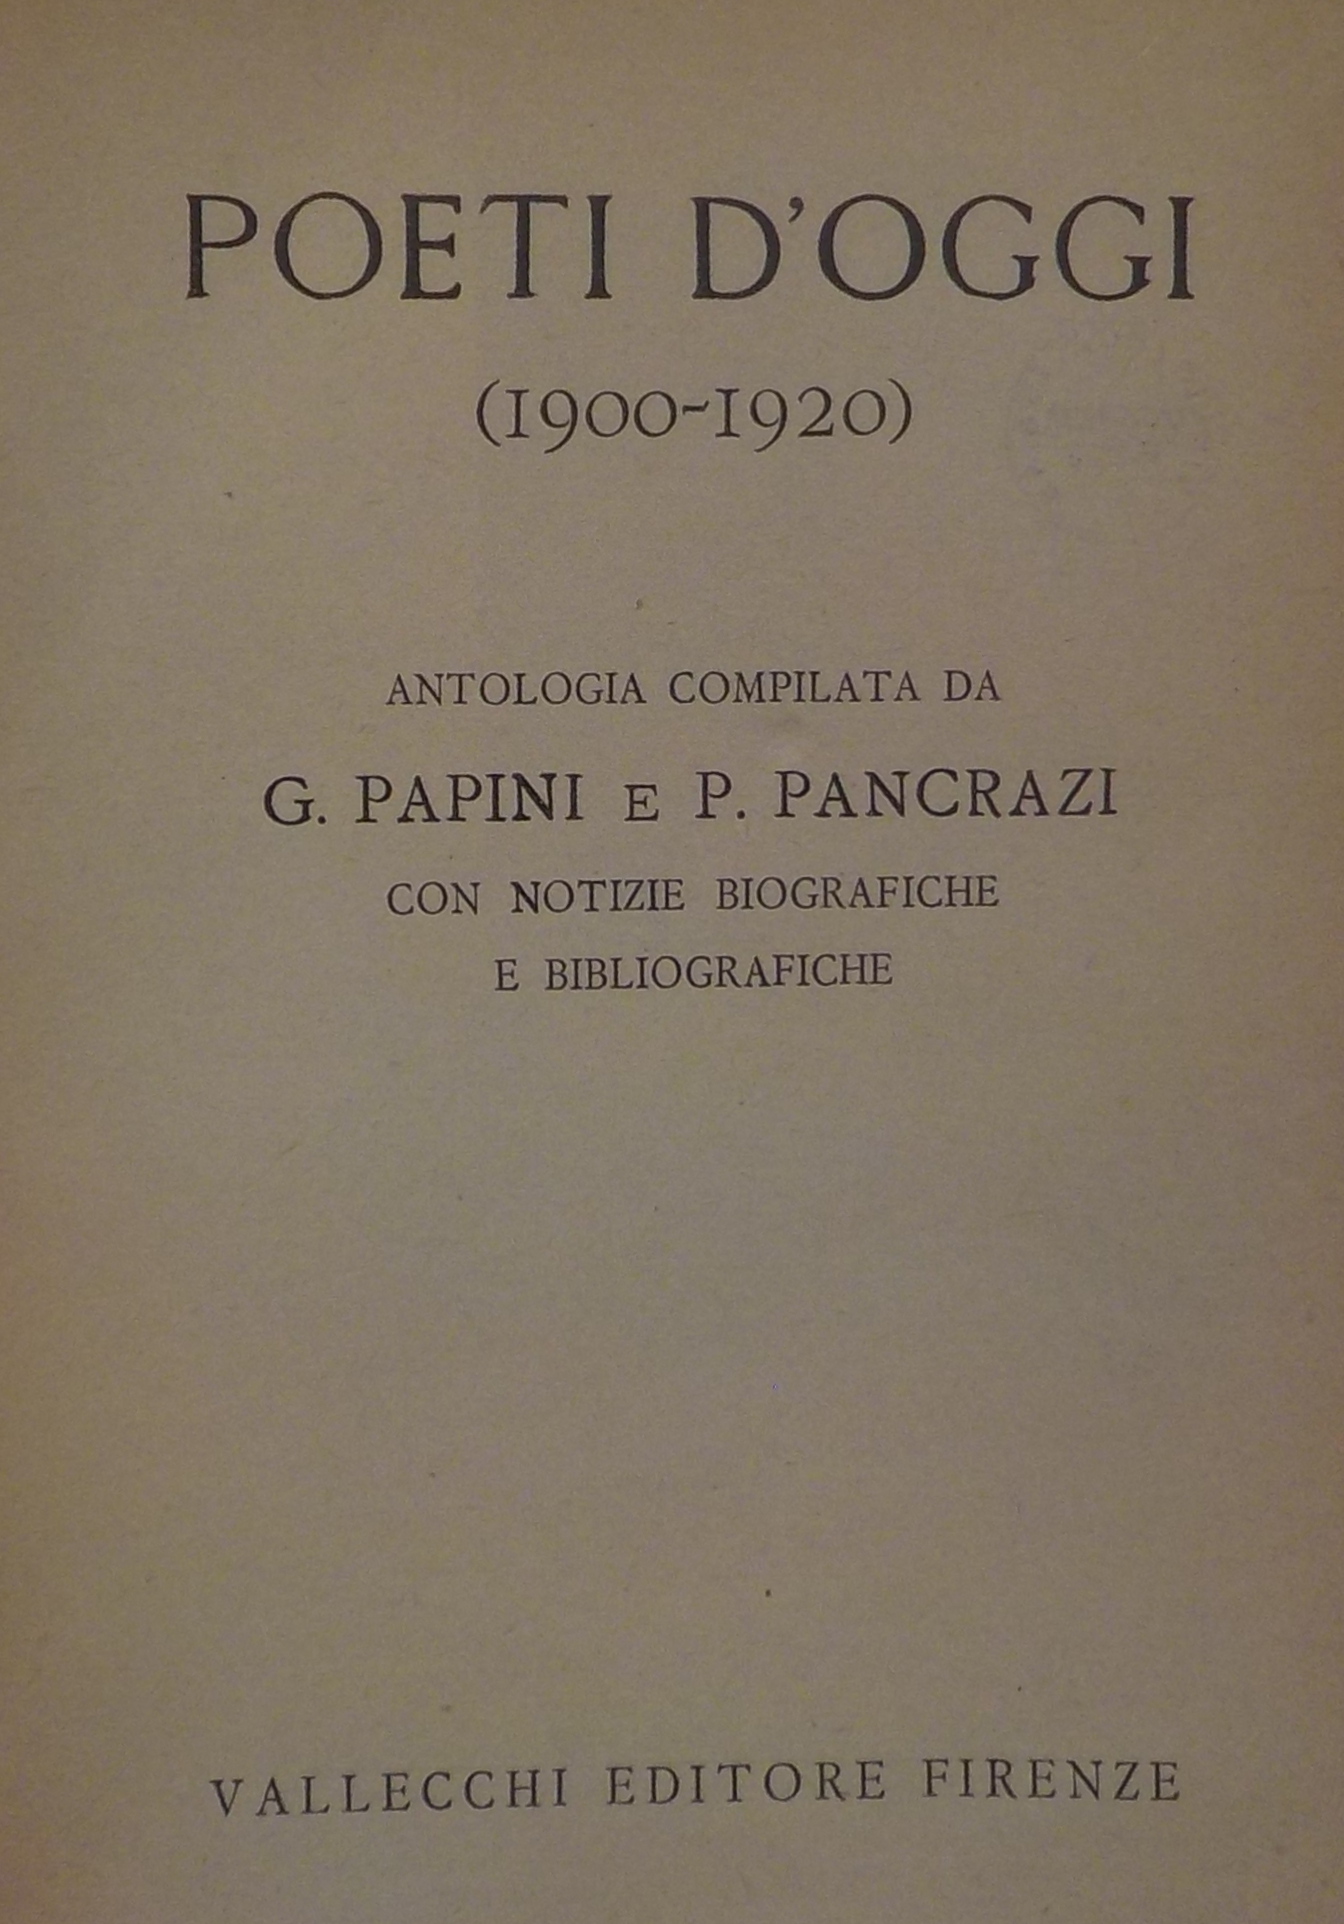 POETI D'OGGI
(1900-1920)
ANTOLOGIA COMPILATA DA
G. PAPINI E P. PANCRAZI
CON NOTIZIE BIOGRAFICHE
E BIBLIOGRAFICHE
VALLECCHI EDITORE FIRENZE